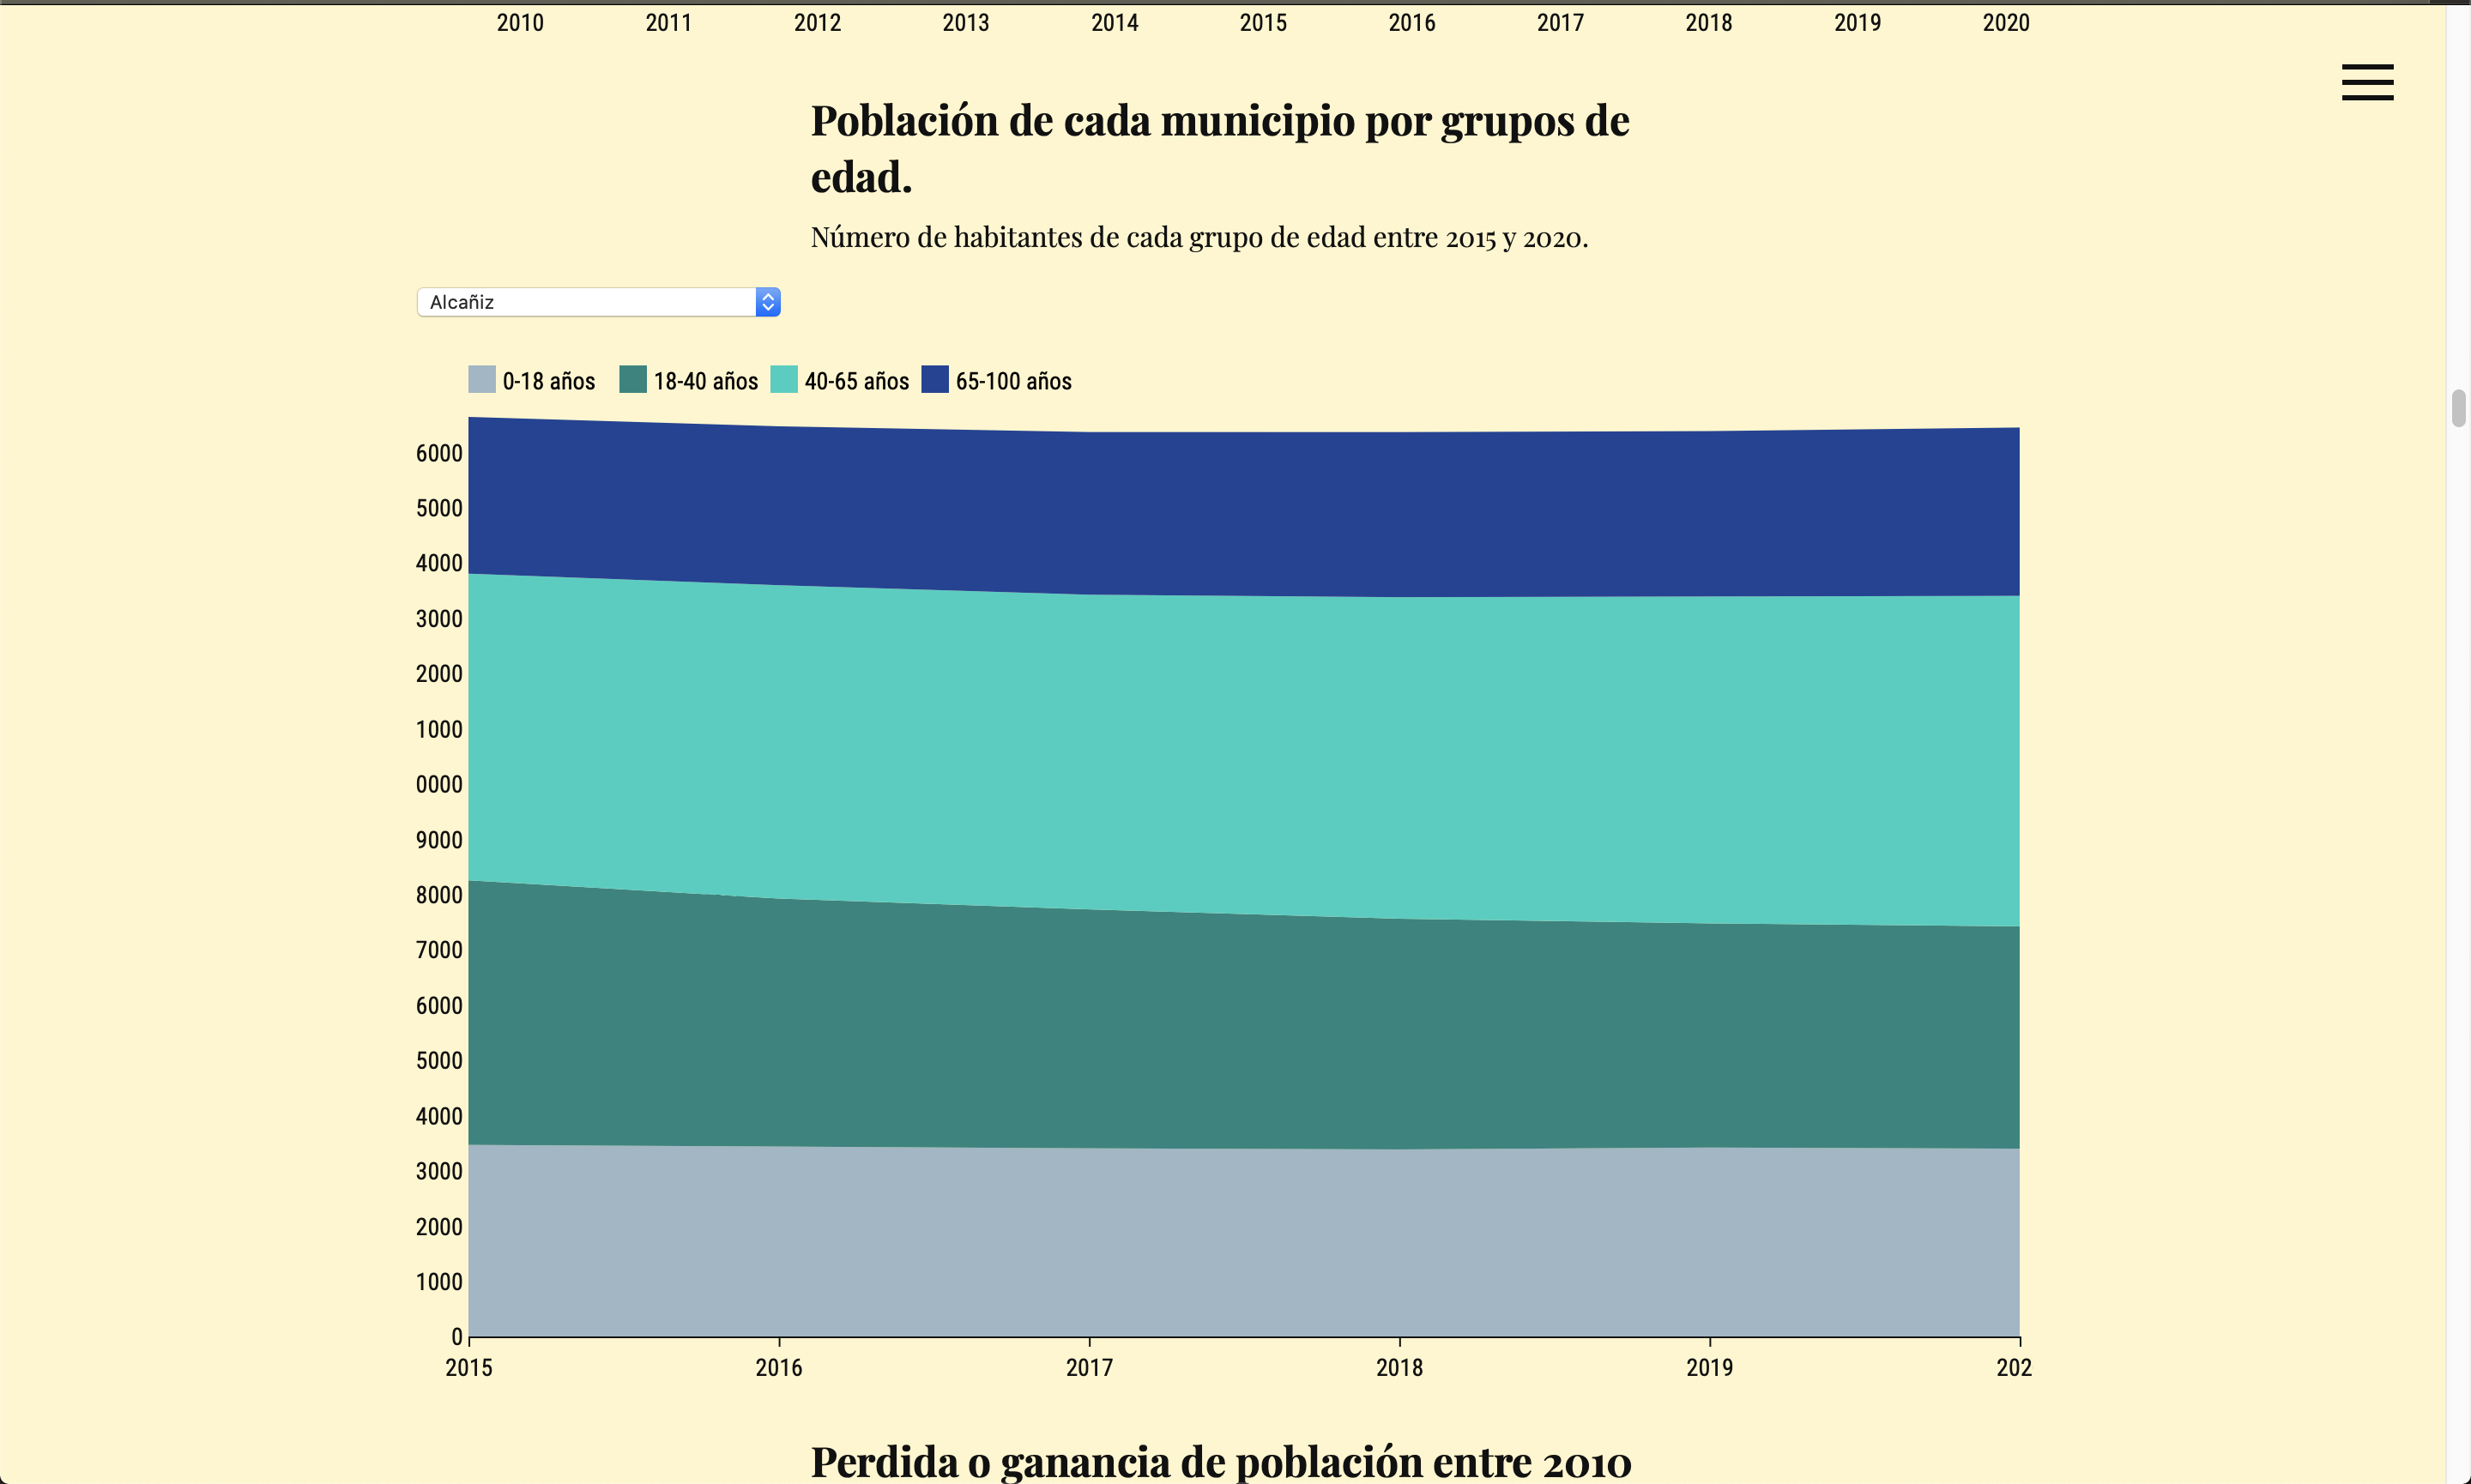 2010 2011 2012 2013 2014 2015 2016 2017 2018 2019 2020
Población de cada municipio por grupos de
edad.
Número de habitantes de cada grupo de edad entre 2015 y 2020.
Alcañiz
0-18 años 18-40 años 40-65 años 65-100 años
6000
5000
4000
3000
2000
1000
0000
9000
8000
7000
6000
5000
4000
3000
2000
1000
0
2015 2016 2017 2018 2019 202
Perdida o ganancia de población entre 2010